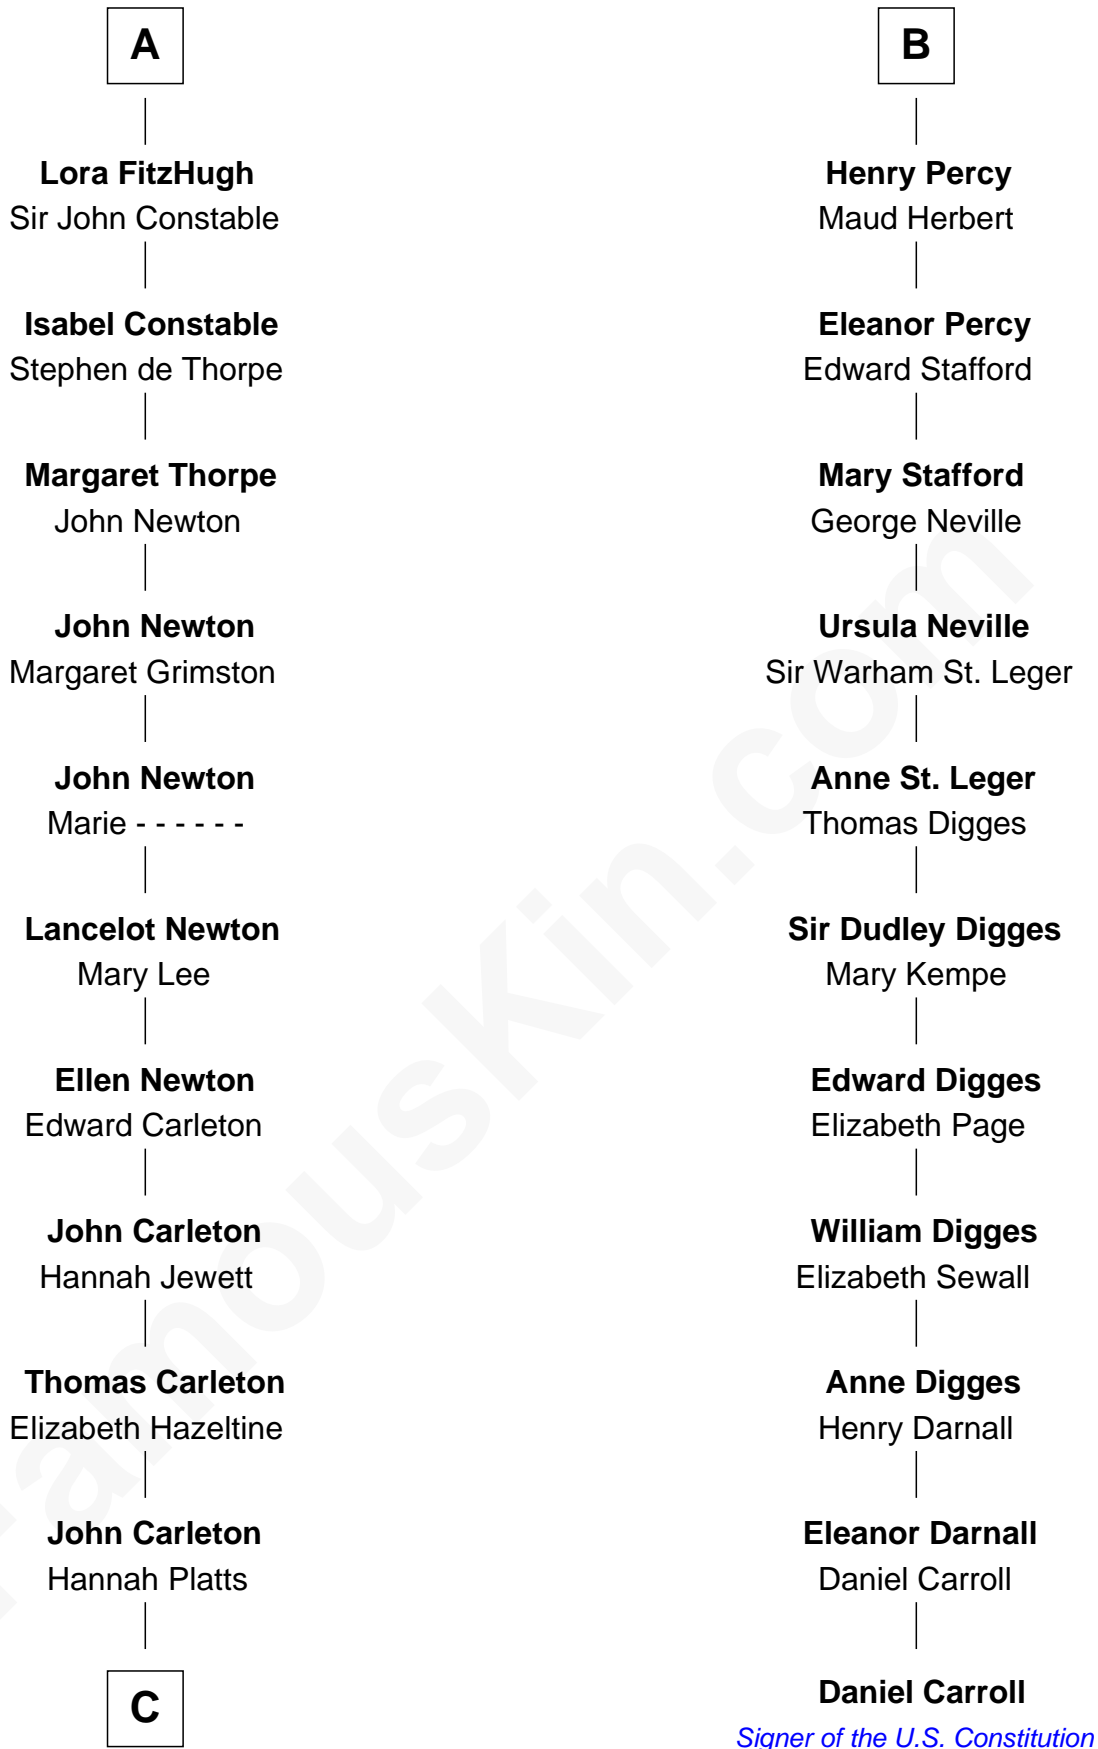 A
Lora FitzHugh
Sir John Constable
Isabel Constable
Stephen de Thorpe
Margaret Thorpe
John Newton
John Newton
Margaret Grimston
John Newton
Marie - - - - - -
Lancelot Newton
Mary Lee
Ellen Newton
Edward Carleton
John Carleton
Hannah Jewett
Thomas Carleton
Elizabeth Hazeltine
John Carleton
Hannah Platts
C
B
Henry Percy
Maud Herbert
Eleanor Percy
Edward Stafford
Mary Stafford
George Neville
Ursula Neville
Sir Warham St. Leger
Anne St. Leger
Thomas Digges
Sir Dudley Digges
Mary Kempe
Edward Digges
Elizabeth Page
William Digges
Elizabeth Sewall
Anne Digges
Henry Darnall
Eleanor Darnall
Daniel Carroll
Daniel Carroll
Signer of the U.S. Constitution
FamousKin.com